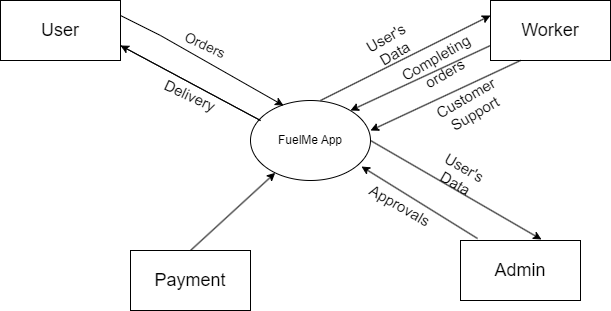 User
Worker
Orders
User's
Data
Completing
orders
Delivery
Customer
Support
FuelMe App
User's
Data
Approvals
Payment
Admin